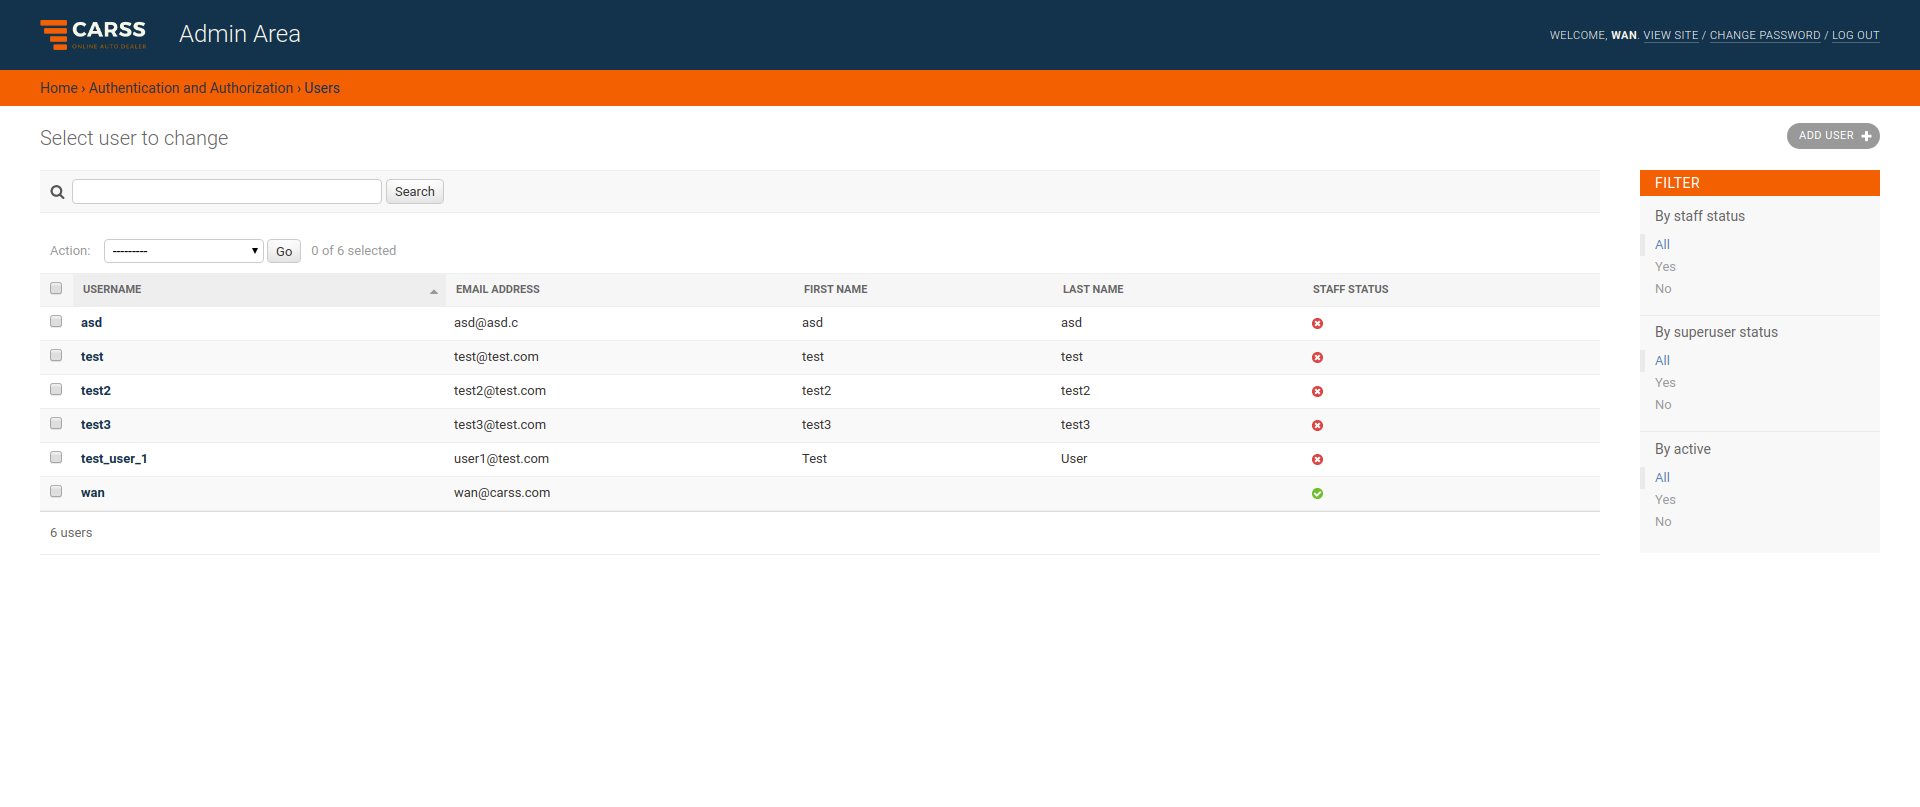 CARSS
ONLINE AUTO DEALER
Admin Area
WELCOME, WAN. VIEW SITE / CHANGE PASSWORD / LOG OUT
Home › Authentication and Authorization › Users
Select user to change
ADD USER
Search
Action: --------- Go 0 of 6 selected
USERNAME EMAIL ADDRESS FIRST NAME LAST NAME STAFF STATUS
asd asd@asd.c asd asd
test test@test.com test test
test2 test2@test.com test2 test2
test3 test3@test.com test3 test3
test_user_1 user1@test.com Test User
wan wan@carss.com
6 users
FILTER
By staff status
All
Yes
No
By superuser status
All
Yes
No
By active
All
Yes
No